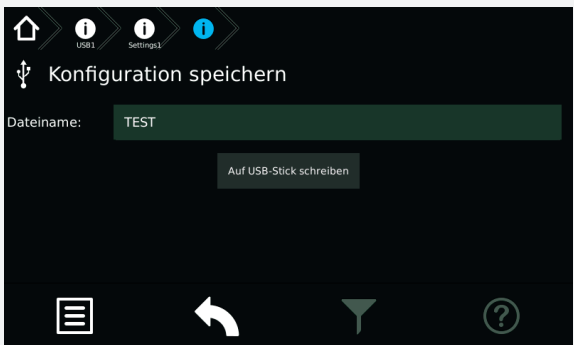 USB1
Settings1
Konfiguration speichern
Dateiname:
TEST
Auf USB-Stick schreiben